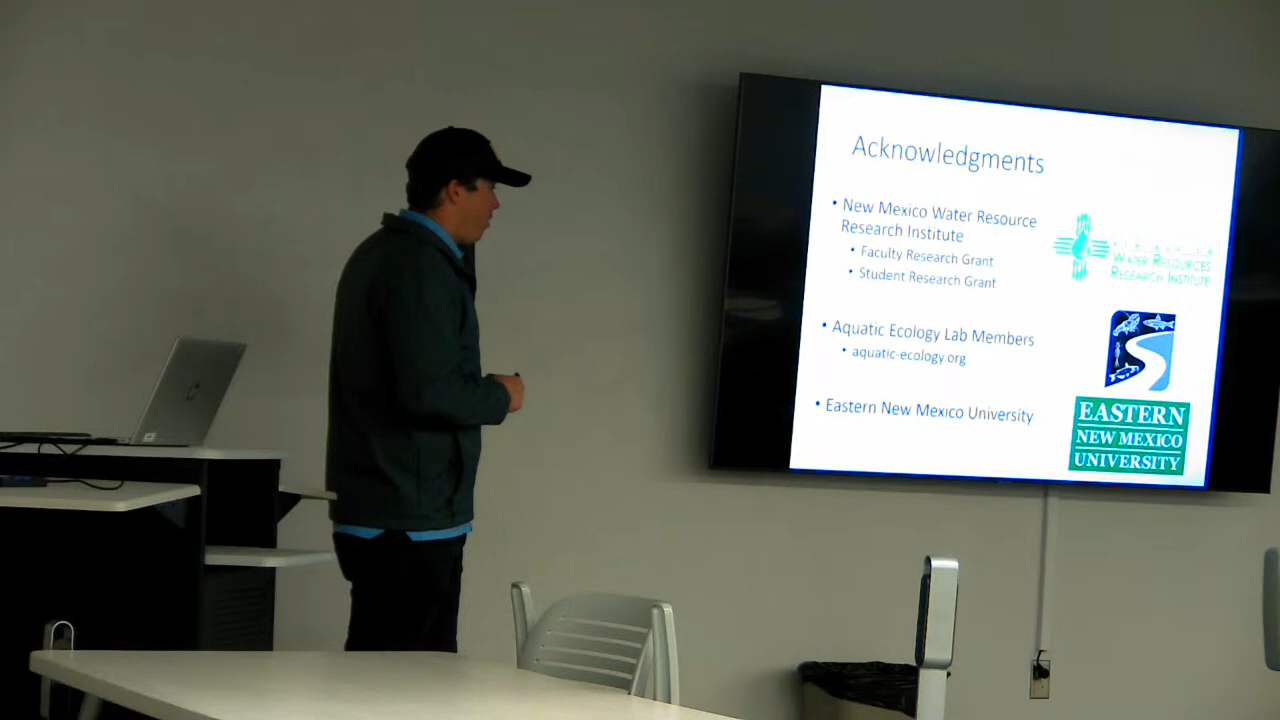 Acknowledgments
• New Mexico Water Resource
Research Institute
• Faculty Research Grant
• Student Research Grant
• Aquatic Ecology Lab Members
• aquatic-ecology.org
• Eastern New Mexico University
WATER RESOURCES
RESEARCH INSTITUTE
EASTERN
NEW MEXICO
UNIVERSITY